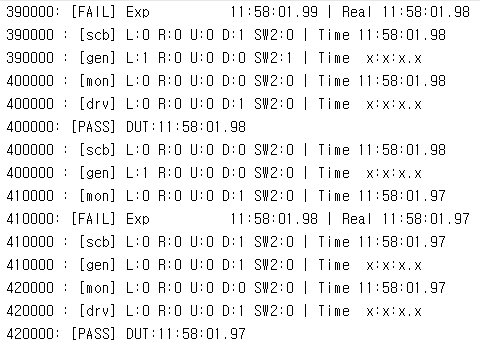 390000: [FAIL] Exp          11:58:01.99 | Real 11:58:01.98
390000 : [scb] L:0 R:0 U:0 D:1 SW2:0 | Time 11:58:01.98
390000 : [gen] L:1 R:0 U:0 D:0 SW2:1 | Time  x:x:x.x
400000 : [mon] L:0 R:0 U:0 D:0 SW2:0 | Time 11:58:01.98
400000 : [drv] L:0 R:0 U:0 D:1 SW2:0 | Time  x:x:x.x
400000: [PASS] DUT:11:58:01.98
400000 : [scb] L:0 R:0 U:0 D:0 SW2:0 | Time 11:58:01.98
400000 : [gen] L:1 R:0 U:0 D:0 SW2:0 | Time  x:x:x.x
410000 : [mon] L:0 R:0 U:0 D:1 SW2:0 | Time 11:58:01.97
410000: [FAIL] Exp          11:58:01.98 | Real 11:58:01.97
410000 : [scb] L:0 R:0 U:0 D:1 SW2:0 | Time 11:58:01.97
410000 : [gen] L:0 R:0 U:0 D:1 SW2:0 | Time  x:x:x.x
420000 : [mon] L:0 R:0 U:0 D:0 SW2:0 | Time 11:58:01.97
420000 : [drv] L:0 R:0 U:0 D:1 SW2:0 | Time  x:x:x.x
420000: [PASS] DUT:11:58:01.97